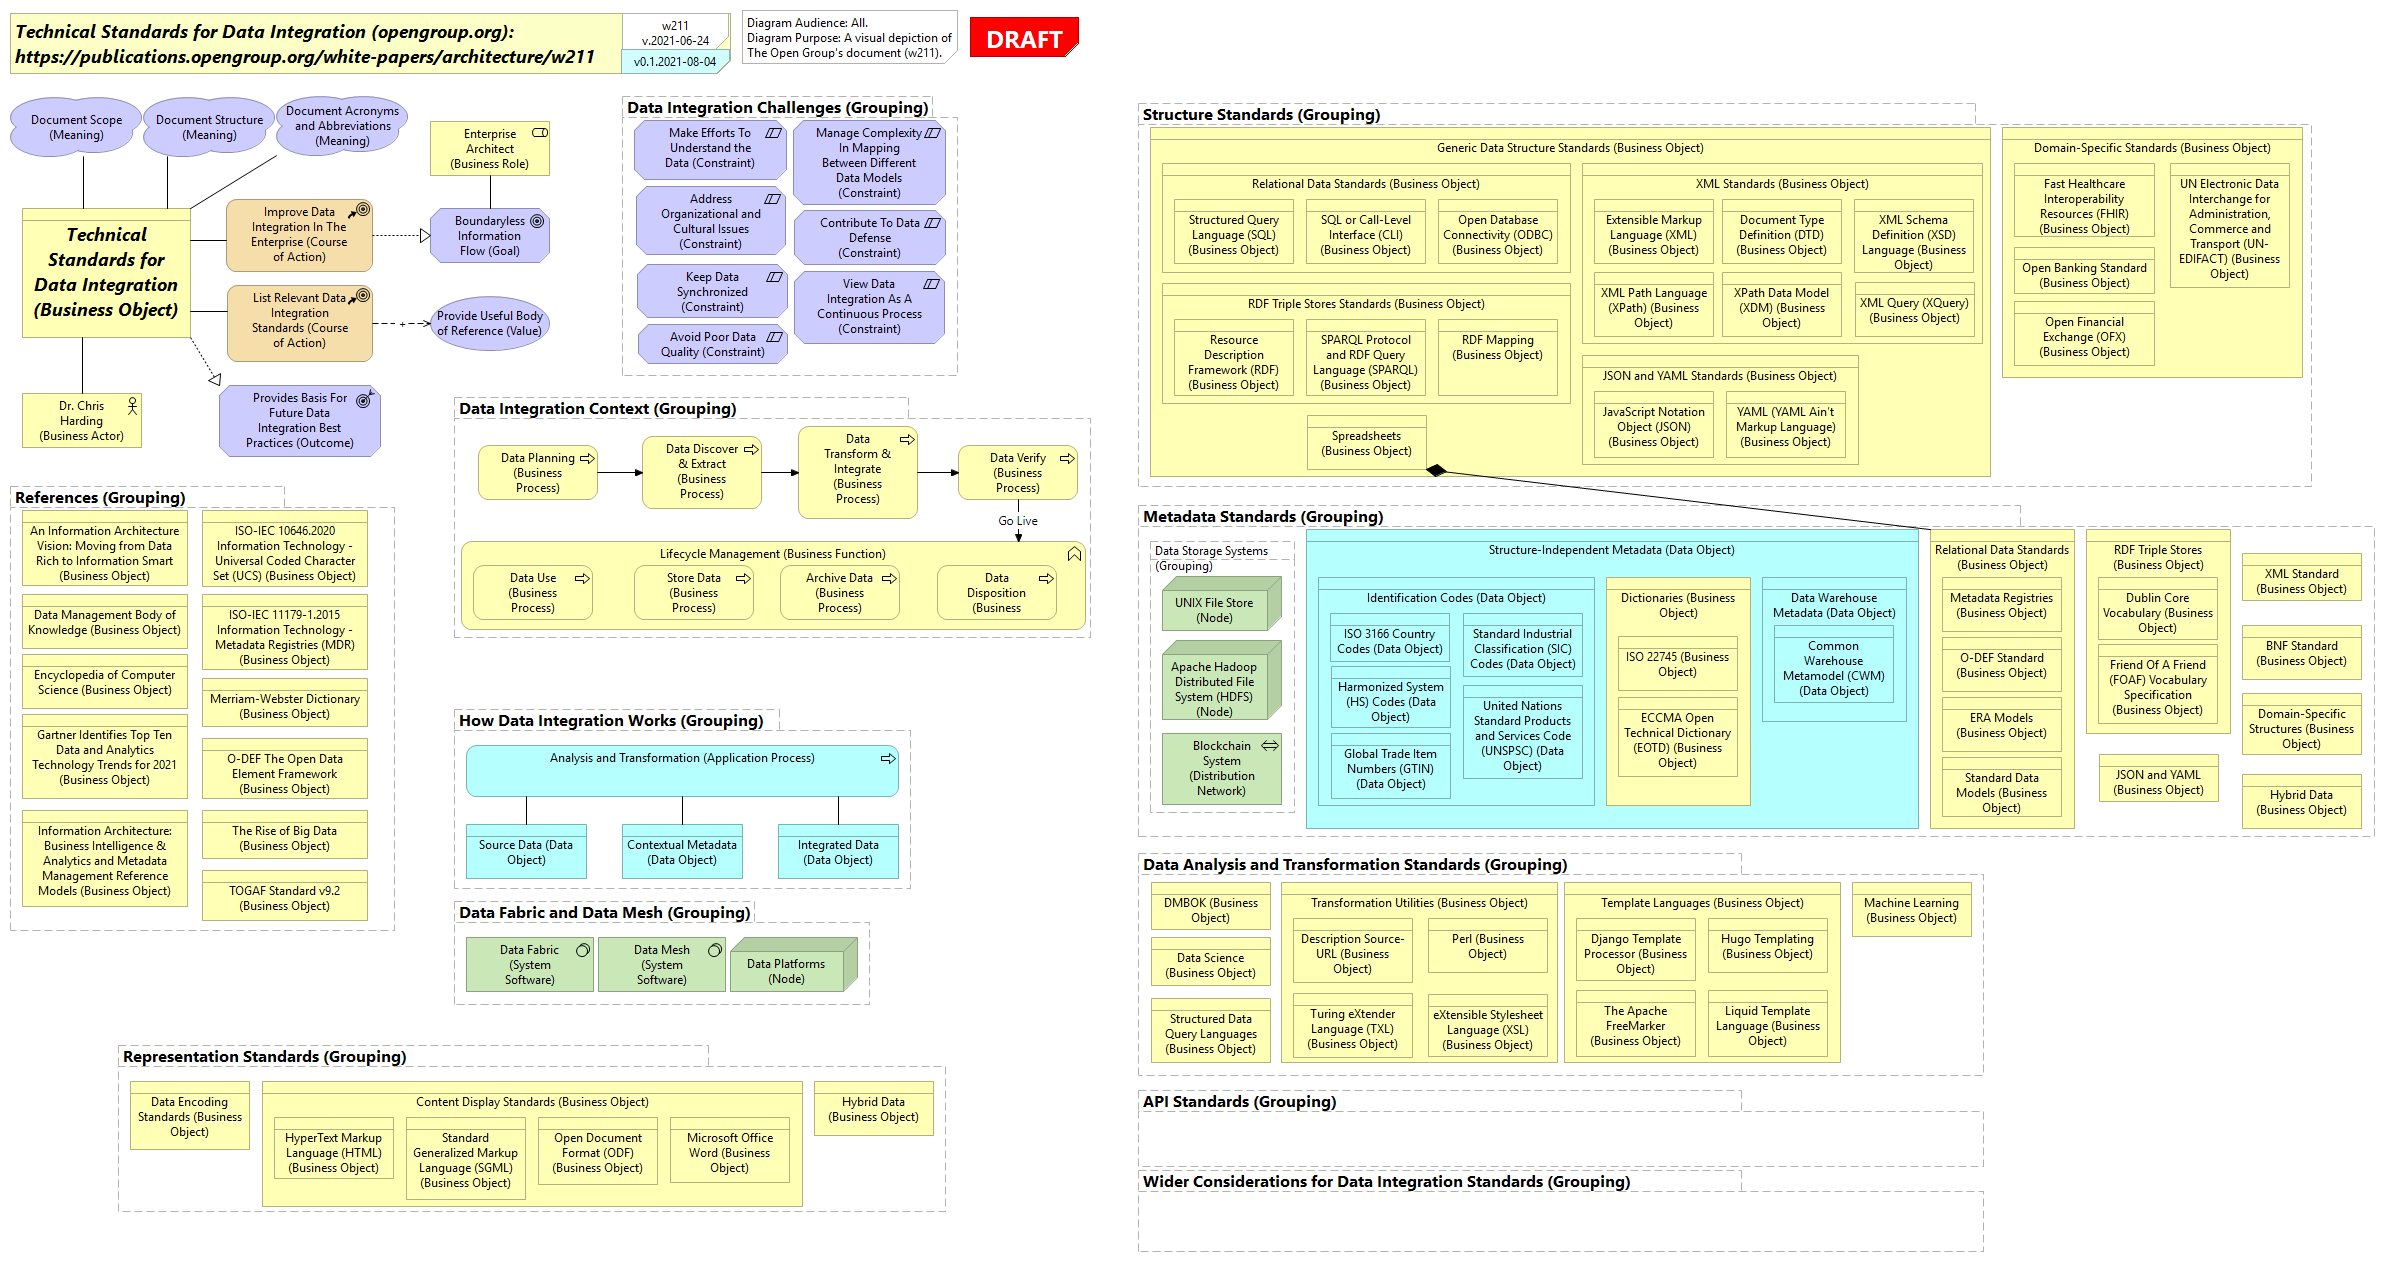 Technical Standards for Data Integration (opengroup.org):
https://publications.opengroup.org/white-papers/architecture/w211
w211
v.2021-06-24
v0.1.2021-08-04
Diagram Audience: All.
Diagram Purpose: A visual depiction of
The Open Group's document (w211).
DRAFT
Document Scope
(Meaning)
Document Structure
(Meaning)
Document Acronyms
and Abbreviations
(Meaning)
Enterprise
Architect
(Business Role)
Technical
Standards for
Data Integration
(Business Object)
Improve Data
Integration In The
Enterprise (Course
of Action)
Boundaryless
Information
Flow (Goal)
List Relevant Data
Integration
Standards (Course
of Action)
+
Provide Useful Body
of Reference (Value)
Dr. Chris
Harding
(Business Actor)
Provides Basis For
Future Data
Integration Best
Practices (Outcome)
Data Integration Challenges (Grouping)
Make Efforts To
Understand the
Data (Constraint)
Manage Complexity
In Mapping
Between Different
Data Models
(Constraint)
Address
Organizational and
Cultural Issues
(Constraint)
Contribute To Data
Defense
(Constraint)
Keep Data
Synchronized
(Constraint)
View Data
Integration As A
Continuous Process
(Constraint)
Avoid Poor Data
Quality (Constraint)
Data Integration Context (Grouping)
Data Planning
(Business
Process)
Data Discover
& Extract
(Business
Process)
Data
Transform &
Integrate
(Business
Process)
Data Verify
(Business
Process)
Go Live
Lifecycle Management (Business Function)
Data Use
(Business
Process)
Store Data
(Business
Process)
Archive Data
(Business
Process)
Data
Disposition
(Business
References (Grouping)
An Information Architecture
Vision: Moving from Data
Rich to Information Smart
(Business Object)
ISO-IEC 10646.2020
Information Technology -
Universal Coded Character
Set (UCS) (Business Object)
Data Management Body of
Knowledge (Business Object)
ISO-IEC 11179-1.2015
Information Technology -
Metadata Registries (MDR)
(Business Object)
Encyclopedia of Computer
Science (Business Object)
Merriam-Webster Dictionary
(Business Object)
Gartner Identifies Top Ten
Data and Analytics
Technology Trends for 2021
(Business Object)
O-DEF The Open Data
Element Framework
(Business Object)
Information Architecture:
Business Intelligence &
Analytics and Metadata
Management Reference
Models (Business Object)
The Rise of Big Data
(Business Object)
TOGAF Standard v9.2
(Business Object)
How Data Integration Works (Grouping)
Analysis and Transformation (Application Process)
Source Data (Data
Object)
Contextual Metadata
(Data Object)
Integrated Data
(Data Object)
Data Fabric and Data Mesh (Grouping)
Data Fabric
(System
Software)
Data Mesh
(System
Software)
Data Platforms
(Node)
Representation Standards (Grouping)
Data Encoding
Standards (Business
Object)
Content Display Standards (Business Object)
HyperText Markup
Language (HTML)
(Business Object)
Standard
Generalized Markup
Language (SGML)
(Business Object)
Open Document
Format (ODF)
(Business Object)
Microsoft Office
Word (Business
Object)
Hybrid Data
(Business Object)
Structure Standards (Grouping)
Generic Data Structure Standards (Business Object)
Relational Data Standards (Business Object)
Structured Query
Language (SQL)
(Business Object)
SQL or Call-Level
Interface (CLI)
(Business Object)
Open Database
Connectivity (ODBC)
(Business Object)
RDF Triple Stores Standards (Business Object)
Resource
Description
Framework (RDF)
(Business Object)
SPARQL Protocol
and RDF Query
Language (SPARQL)
(Business Object)
RDF Mapping
(Business Object)
Spreadsheets
(Business Object)
XML Standards (Business Object)
Extensible Markup
Language (XML)
(Business Object)
Document Type
Definition (DTD)
(Business Object)
XML Schema
Definition (XSD)
Language (Business
Object)
XML Path Language
(XPath) (Business
Object)
XPath Data Model
(XDM) (Business
Object)
XML Query (XQuery)
(Business Object)
JSON and YAML Standards (Business Object)
JavaScript Notation
Object (JSON)
(Business Object)
YAML (YAML Ain't
Markup Language)
(Business Object)
Domain-Specific Standards (Business Object)
Fast Healthcare
Interoperability
Resources (FHIR)
(Business Object)
UN Electronic Data
Interchange for
Administration,
Commerce and
Transport (UN-
EDIFACT) (Business
Object)
Open Banking Standard
(Business Object)
Open Financial
Exchange (OFX)
(Business Object)
Metadata Standards (Grouping)
Data Storage Systems
(Grouping)
UNIX File Store
(Node)
Apache Hadoop
Distributed File
System (HDFS)
(Node)
Blockchain
System
(Distribution
Network)
Structure-Independent Metadata (Data Object)
Identification Codes (Data Object)
ISO 3166 Country
Codes (Data Object)
Standard Industrial
Classification (SIC)
Codes (Data Object)
Harmonized System
(HS) Codes (Data
Object)
United Nations
Standard Products
and Services Code
(UNSPSC) (Data
Object)
Global Trade Item
Numbers (GTIN)
(Data Object)
Dictionaries (Business
Object)
ISO 22745 (Business
Object)
ECCMA Open
Technical Dictionary
(EOTD) (Business
Object)
Data Warehouse
Metadata (Data Object)
Common
Warehouse
Metamodel (CWM)
(Data Object)
Relational Data Standards
(Business Object)
Metadata Registries
(Business Object)
O-DEF Standard
(Business Object)
ERA Models
(Business Object)
Standard Data
Models (Business
Object)
RDF Triple Stores
(Business Object)
Dublin Core
Vocabulary (Business
Object)
Friend Of A Friend
(FOAF) Vocabulary
Specification
(Business Object)
JSON and YAML
(Business Object)
XML Standard
(Business Object)
BNF Standard
(Business Object)
Domain-Specific
Structures (Business
Object)
Hybrid Data
(Business Object)
Data Analysis and Transformation Standards (Grouping)
DMBOK (Business
Object)
Data Science
(Business Object)
Structured Data
Query Languages
(Business Object)
Transformation Utilities (Business Object)
Description Source-
URL (Business
Object)
Perl (Business
Object)
Turing eXtender
Language (TXL)
(Business Object)
eXtensible Stylesheet
Language (XSL)
(Business Object)
Template Languages (Business Object)
Django Template
Processor (Business
Object)
Hugo Templating
(Business Object)
The Apache
FreeMarker
(Business Object)
Liquid Template
Language (Business
Object)
Machine Learning
(Business Object)
API Standards (Grouping)
Wider Considerations for Data Integration Standards (Grouping)